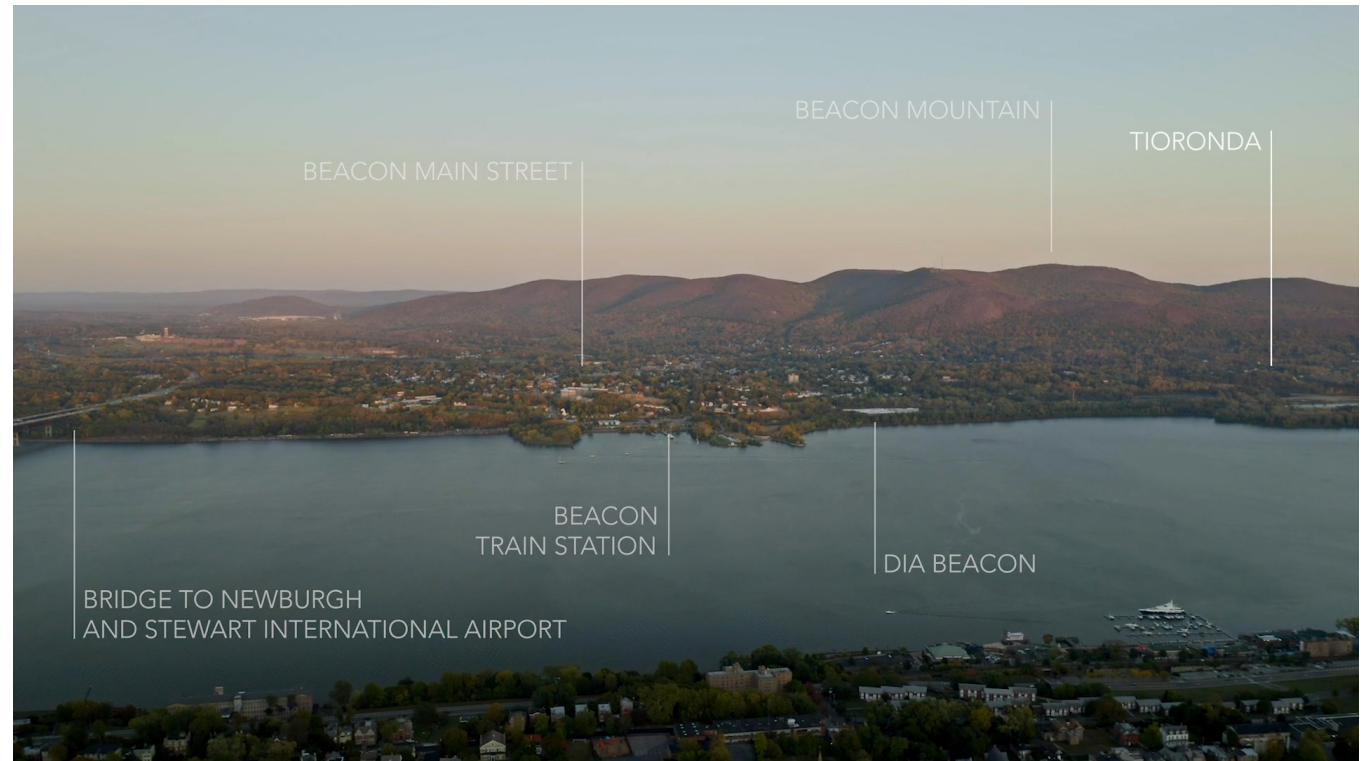 BEACON MOUNTAIN
TIORONDA
BEACON MAIN STREET
BEACON
TRAIN STATION
DIA BEACON
BRIDGE TO NEWBURGH
AND STEWART INTERNATIONAL AIRPORT